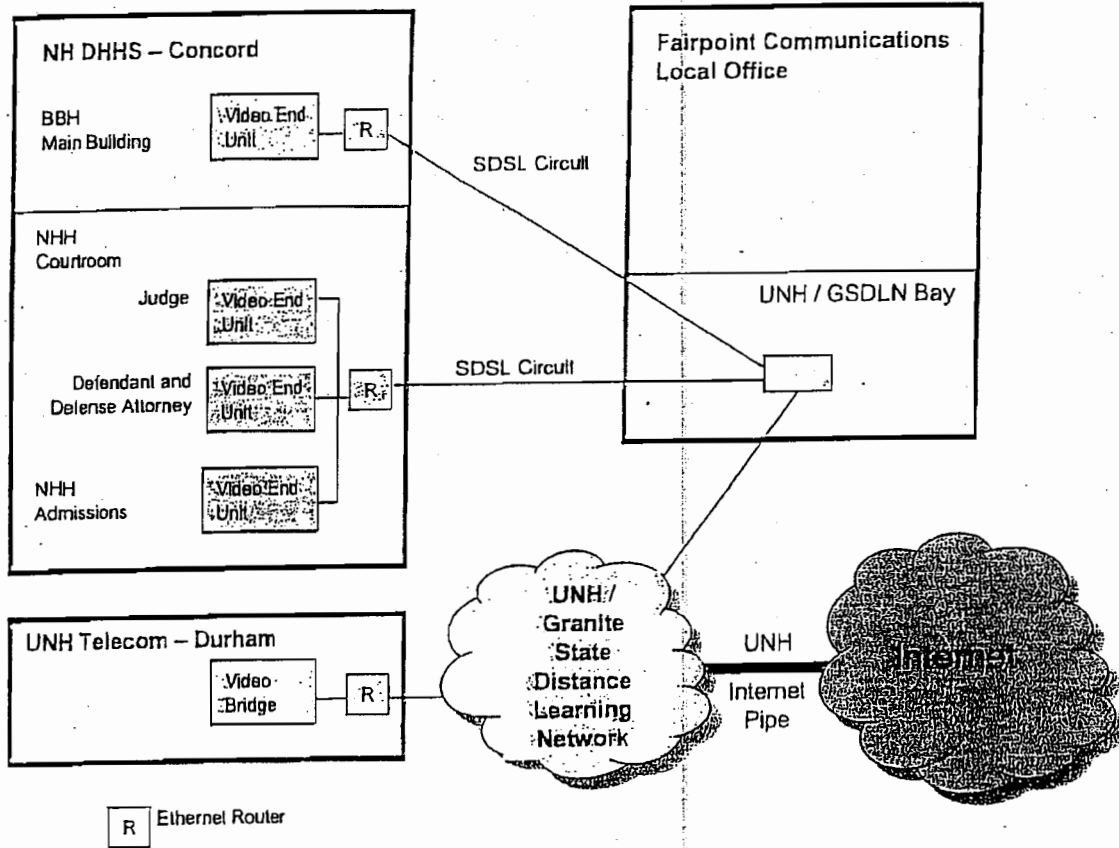 NH DHHS – Concord
BBH
Main Building
Video End
Unit
R
SDSL Circuit
Fairpoint Communications
Local Office
NHH
Courtroom
Judge
Video End
Unit
UNH / GSDLN Bay
Defendant and
Defense Attorney
Video End
Unit
R
SDSL Circuit
NHH
Admissions
Video End
Unit
UNH Telecom – Durham
Video
Bridge
R
UNH /
Granite
State
Distance
Learning
Network
UNH
Internet
Pipe
Internet
R
Ethernet Router